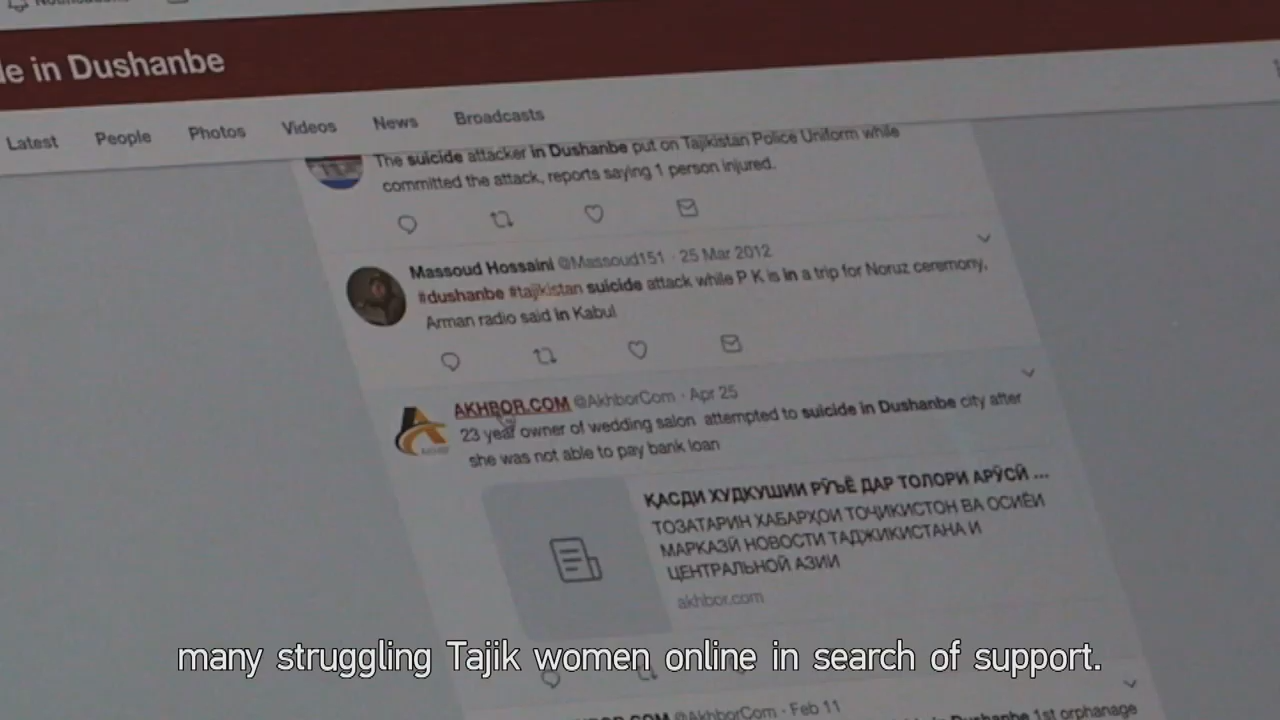 de in Dushanbe
Latest People Photos Videos News Broadcasts
The suicide attacker in Dushanbe put on Tajikistan Police Uniform while
committed the attack, reports saying 1 person injured.
Massoud Hossaini @Massoud151 · 25 Mar 2012
#dushanbe #tajikistan suicide attack while P K is in a trip for Noruz ceremony,
Arman radio said in Kabul
AKHBOR.COM @AkhborCom · Apr 25
23 year owner of wedding salon attempted to suicide in Dushanbe city after
she was not able to pay bank loan
ҚАСДИ ХУДКУШИИ РӮЪЁ ДАР ТОЛОРИ АРӮСӢ ...
ТОЗАТАРИН ХАБАРҲОИ ТОҶИКИСТОН ВА ОСИЁИ
МАРКАЗӢ НОВОСТИ ТАДЖИКИСТАНА И
ЦЕНТРАЛЬНОЙ АЗИИ
akhbor.com
many struggling Tajik women online in search of support.
@AkhborCom · Feb 11
in Dushanbe 1st orphanage